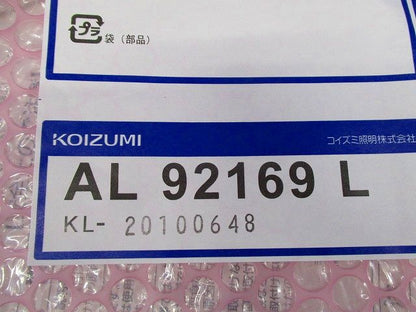 プラ 袋（部品）
KOIZUMI コイズミ照明株式会社
AL 92169 L
KL- 20100648